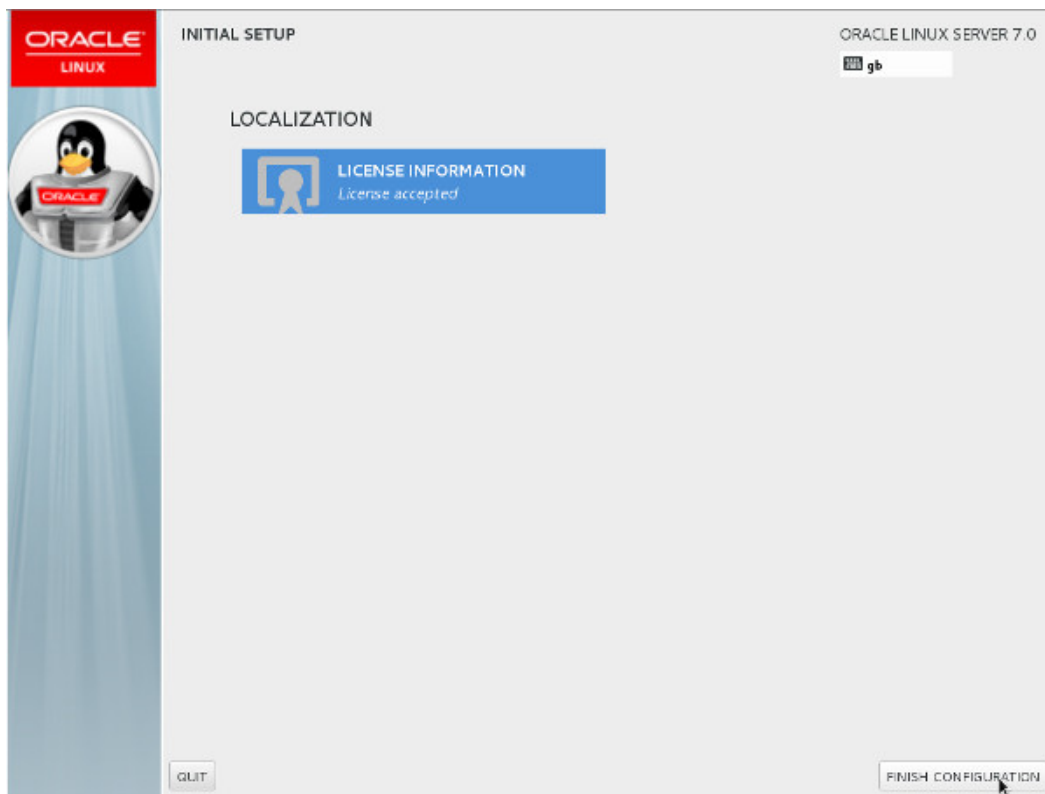 ORACLE
LINUX
INITIAL SETUP
ORACLE LINUX SERVER 7.0
gb
LOCALIZATION
LICENSE INFORMATION
License accepted
ORACLE
QUIT
FINISH CONFIGURATION